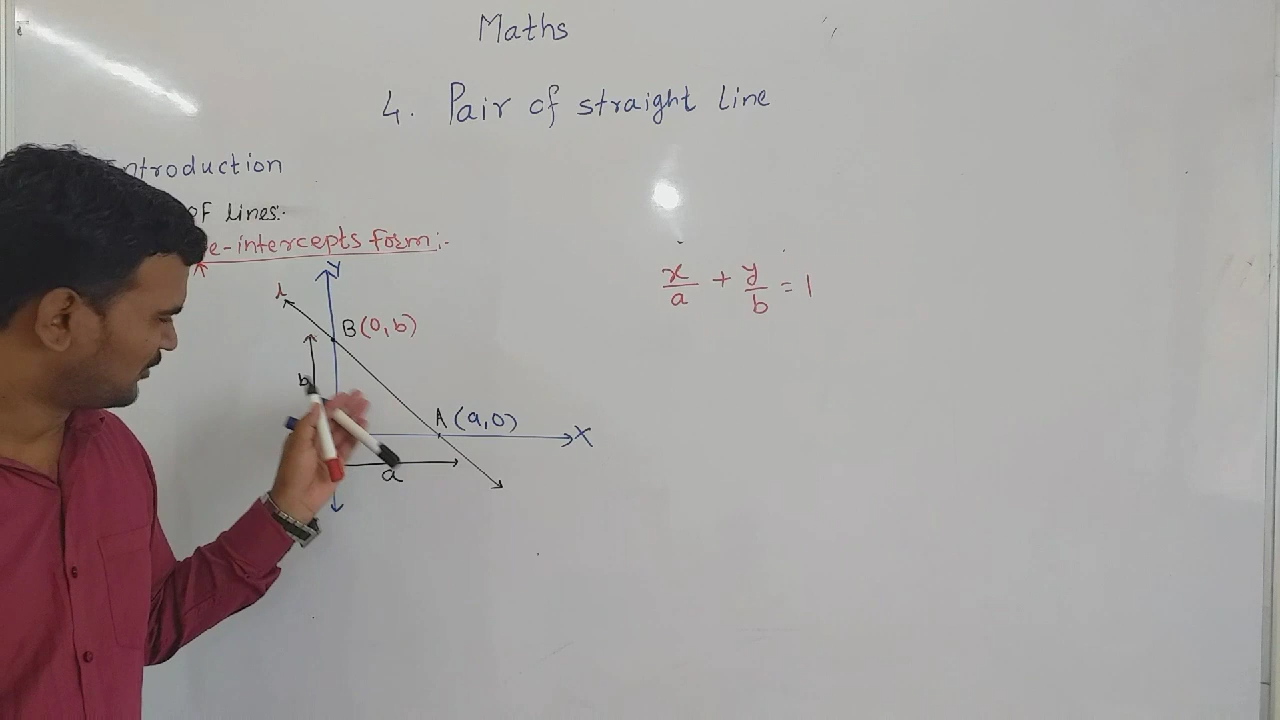 Maths
4. Pair of straight line
ntroduction
of lines:-
e-intercepts form:-
Y
l
B(0,b)
b
A(a,0)
X
a
x/a + y/b = 1